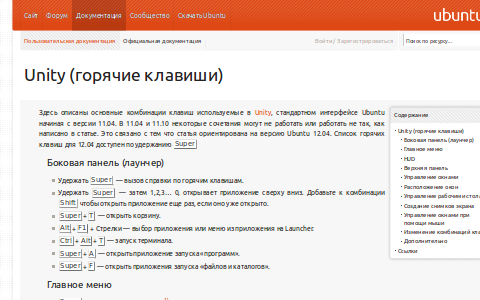 Сайт Форум Документация Сообщество Скачать Ubuntu
ubuntu
Пользовательская документация Официальная документация Войти / Зарегистрироваться Поиск по ресурсу...
Unity (горячие клавиши)
Здесь описаны основные комбинации клавиш используемые в Unity, стандартном интерфейсе Ubuntu
начиная с версии 11.04. В 11.04 и 11.10 некоторые сочетания могут не работать или работать не так, как
написано в статье. Это связано с тем что статья ориентирована на версию Ubuntu 12.04. Список горячих
клавиш для 12.04 доступен по удержанию Super
Боковая панель (лаунчер)
Удержать Super — вызов справки по горячим клавишам.
Удержать Super — затем 1,2,3… 0, открывает приложение сверху вниз. Добавьте к комбинации
Shift чтобы открыть приложение еще раз, если оно уже открыто.
Super + T — открыть корзину.
Alt + F1 + Стрелки — выбор приложения или меню из приложения на Launcher.
Ctrl + Alt + T — запуск терминала.
Super + A — открыть приложение запуска «программ».
Super + F — открыть приложения запуска «файлов и каталогов».
Главное меню
Содержание
Unity (горячие клавиши)
Боковая панель (лаунчер)
Главное меню
HUD
Верхняя панель
Управление окнами
Расположение окон
Управление рабочим стола
Создание снимков экрана
Управление окнами при
помощи мыши
Изменение комбинаций кла
Дополнительно
Ссылки